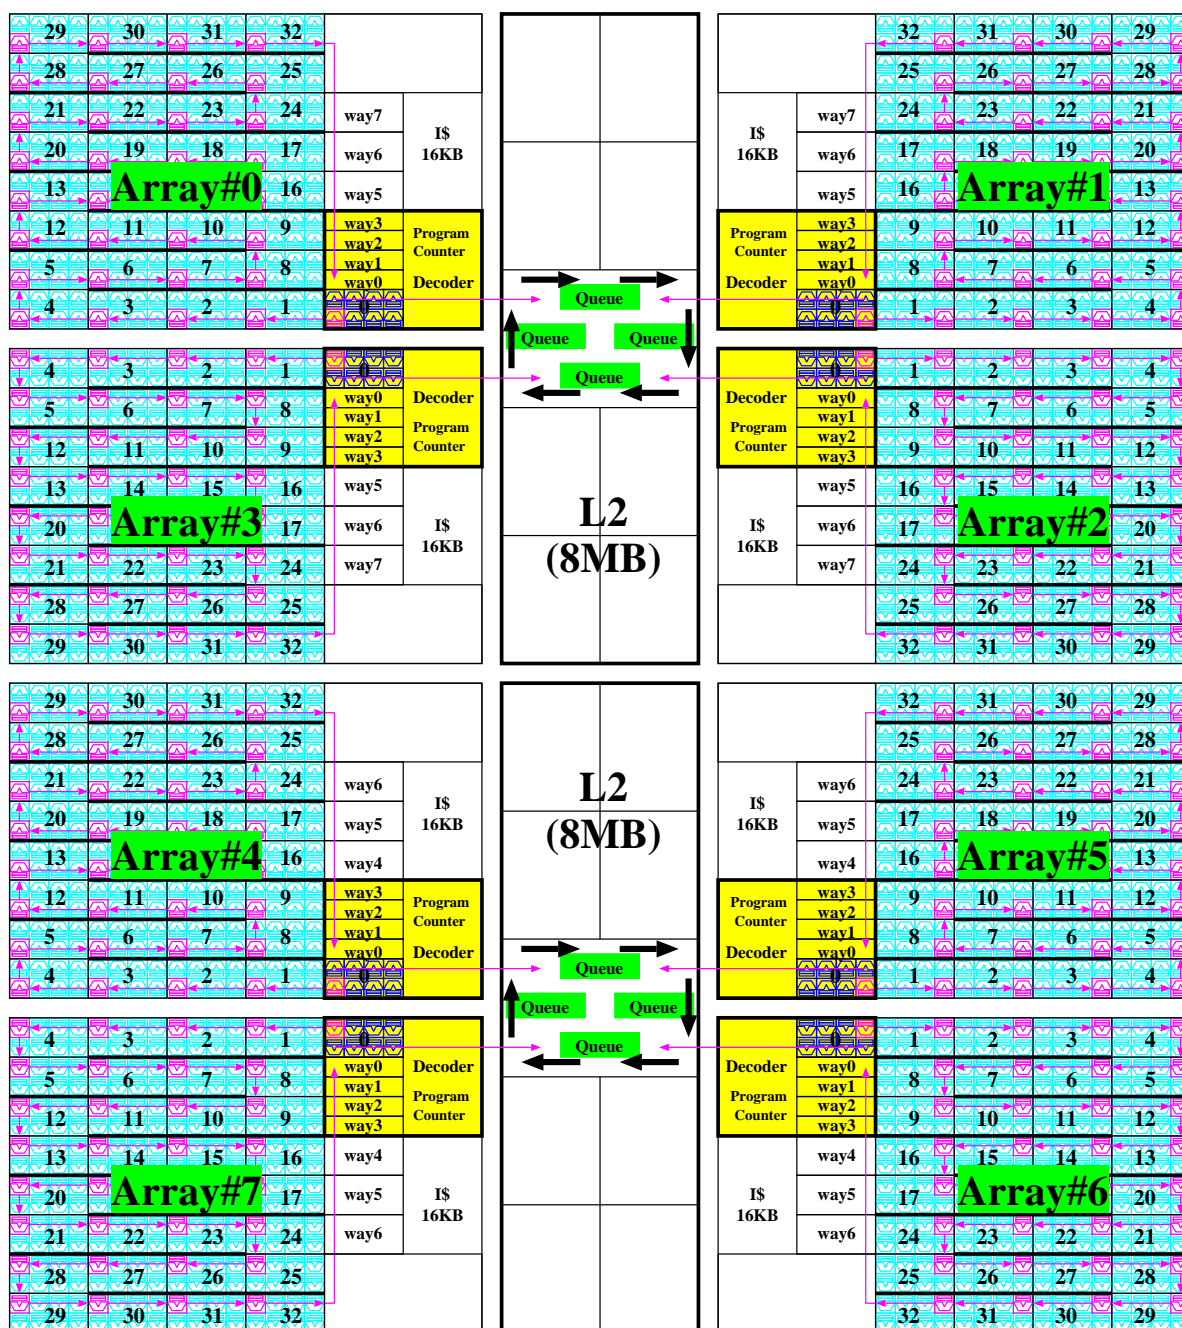 29 30 31 32 32 31 30 29
28 27 26 25 25 26 27 28
21 22 23 24 way7 way7 24 23 22 21
I$ I$
20 19 18 17 way6 16KB 16KB way6 17 18 19 20
13 Array#0 16 way5 way5 16 Array#1 13
12 11 10 9 way3 Program Program way3 9 10 11 12
way2 Counter Counter way2
5 6 7 8 way1 way1 8 7 6 5
way0 Decoder Decoder way0
4 3 2 1 0 Queue 0 1 2 3 4
Queue Queue
4 3 2 1 0 Queue 0 1 2 3 4
way0 Decoder Decoder way0
5 6 7 8 way1 way1 8 7 6 5
way2 Program Program way2
12 11 10 9 way3 Counter Counter way3 9 10 11 12
13 14 15 16 way5 way5 16 15 14 13
Array#3 L2 Array#2
20 17 way6 I$ I$ way6 17 20
16KB (8MB) 16KB
21 22 23 24 way7 way7 24 23 22 21
28 27 26 25 25 26 27 28
29 30 31 32 32 31 30 29
29 30 31 32 32 31 30 29
28 27 26 25 25 26 27 28
21 22 23 24 way6 L2 way6 24 23 22 21
I$ I$
20 19 18 17 way5 16KB (8MB) 16KB way5 17 18 19 20
13 Array#4 16 way4 way4 16 Array#5 13
12 11 10 9 way3 Program Program way3 9 10 11 12
way2 Counter Counter way2
5 6 7 8 way1 way1 8 7 6 5
way0 Decoder Decoder way0
4 3 2 1 0 Queue 0 1 2 3 4
Queue Queue
4 3 2 1 0 Queue 0 1 2 3 4
way0 Decoder Decoder way0
5 6 7 8 way1 way1 8 7 6 5
way2 Program Program way2
12 11 10 9 way3 Counter Counter way3 9 10 11 12
13 14 15 16 way4 way4 16 15 14 13
Array#7 Array#6
20 17 way5 I$ I$ way5 17 20
16KB 16KB
21 22 23 24 way6 way6 24 23 22 21
28 27 26 25 25 26 27 28
29 30 31 32 32 31 30 29